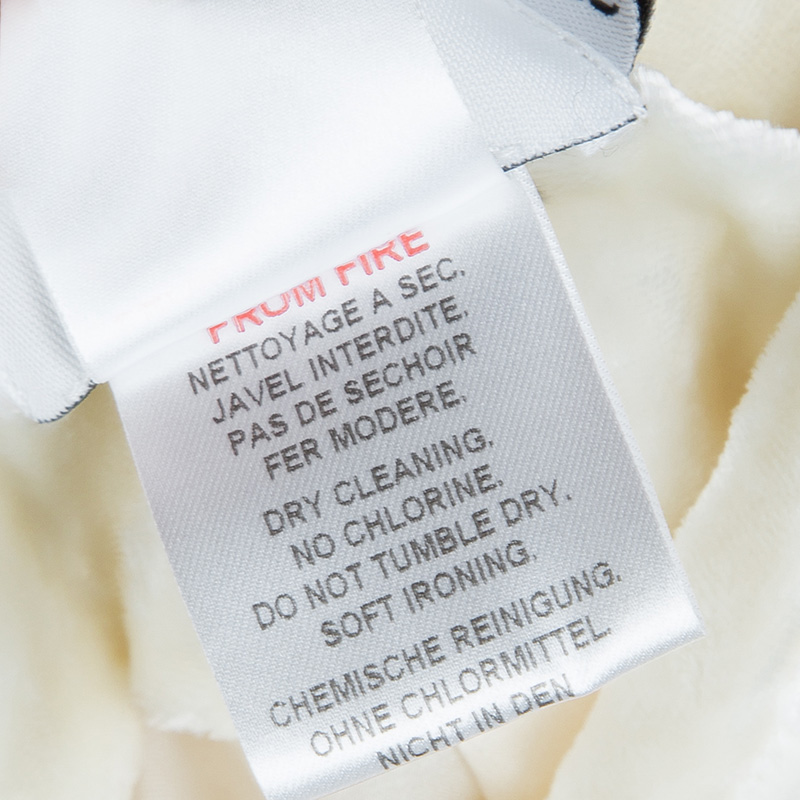 FROM FIRE
NETTOYAGE A SEC.
JAVEL INTERDITE.
PAS DE SECHOIR
FER MODERE.
DRY CLEANING.
NO CHLORINE.
DO NOT TUMBLE DRY.
SOFT IRONING.
CHEMISCHE REINIGUNG.
OHNE CHLORMITTEL.
NICHT IN DEN